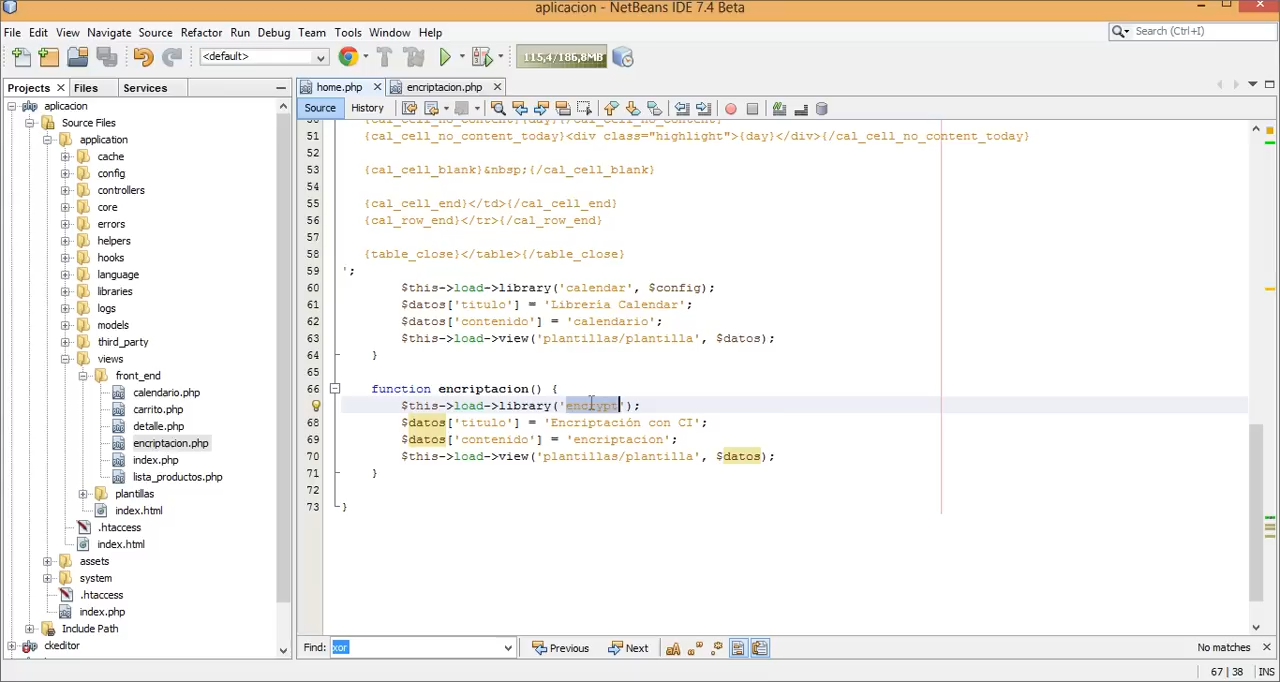 aplicacion - NetBeans IDE 7.4 Beta
File Edit View Navigate Source Refactor Run Debug Team Tools Window Help
Search (Ctrl+I)
<default>
115,4/186,8MB
Projects Files Services
home.php encriptacion.php
Source History
aplicacion
Source Files
application
cache
config
controllers
core
errors
helpers
hooks
language
libraries
logs
models
third_party
views
front_end
calendario.php
carrito.php
detalle.php
encriptacion.php
index.php
lista_productos.php
plantillas
index.html
.htaccess
index.html
assets
system
.htaccess
index.php
Include Path
ckeditor
{cal_cell_no_content}{day}{/cal_cell_no_content}
51 {cal_cell_no_content_today}<div class="highlight">{day}</div>{/cal_cell_no_content_today}
52
53 {cal_cell_blank}&nbsp;{/cal_cell_blank}
54
55 {cal_cell_end}</td>{/cal_cell_end}
56 {cal_row_end}</tr>{/cal_row_end}
57
58 {table_close}</table>{/table_close}
59 ';
60 $this->load->library('calendar', $config);
61 $datos['titulo'] = 'Librería Calendar';
62 $datos['contenido'] = 'calendario';
63 $this->load->view('plantillas/plantilla', $datos);
64 }
65
66 function encriptacion() {
$this->load->library('encrypt');
68 $datos['titulo'] = 'Encriptación con CI';
69 $datos['contenido'] = 'encriptacion';
70 $this->load->view('plantillas/plantilla', $datos);
71 }
72
73 }
Find: xor Previous Next No matches
67 | 38 INS